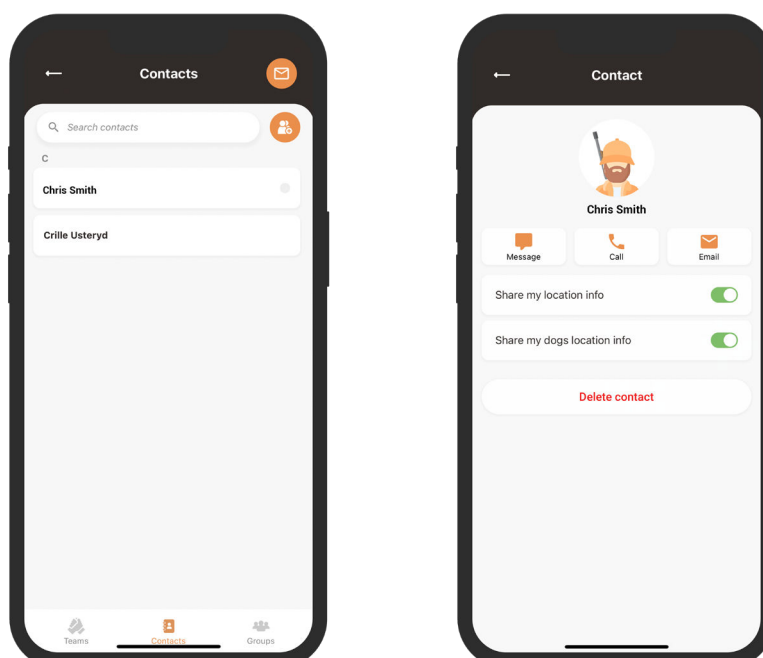 Contacts
Search contacts
C
Chris Smith
Crille Usteryd
Teams
Contacts
Groups
Contact
Chris Smith
Message
Call
Email
Share my location info
Share my dogs location info
Delete contact